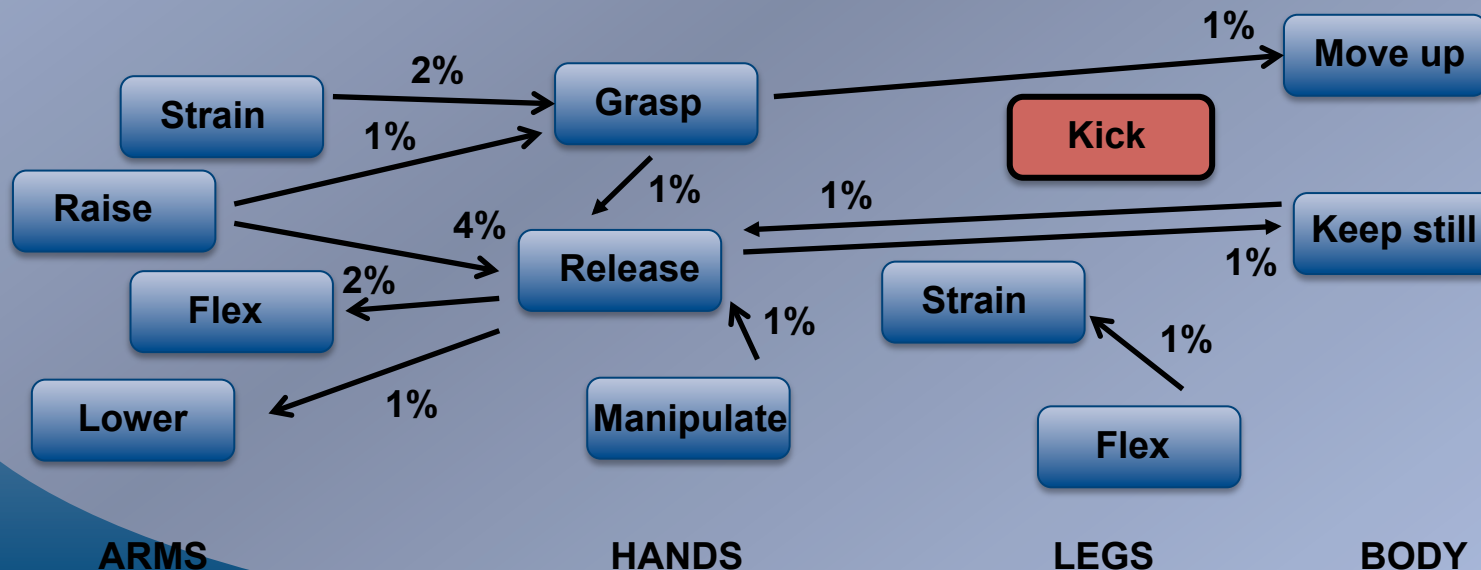 1%
Move up
2%
Strain
Grasp
1%
Kick
Raise
1%
1%
4%
Release
Keep still
1%
2%
Flex
Strain
1%
1%
1%
Lower
Manipulate
Flex
ARMS
HANDS
LEGS
BODY